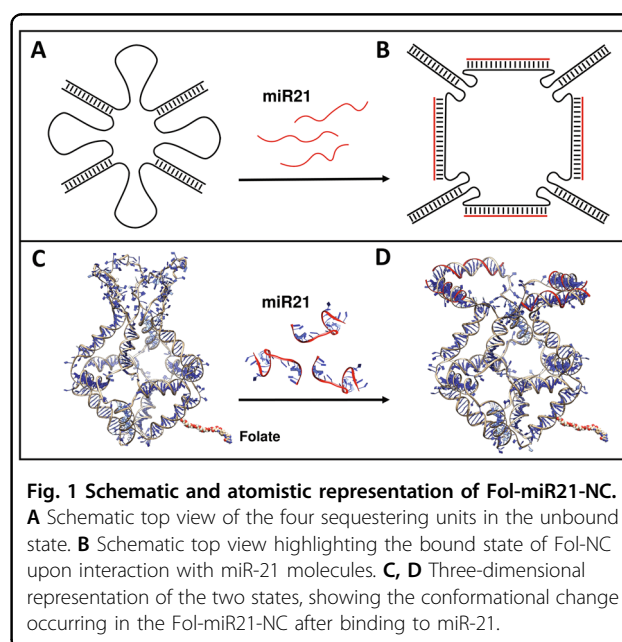 A
B
miR21
C
D
miR21
Folate
Fig. 1 Schematic and atomistic representation of Fol-miR21-NC.
A Schematic top view of the four sequestering units in the unbound
state. B Schematic top view highlighting the bound state of Fol-NC
upon interaction with miR-21 molecules. C, D Three-dimensional
representation of the two states, showing the conformational change
occurring in the Fol-miR21-NC after binding to miR-21.